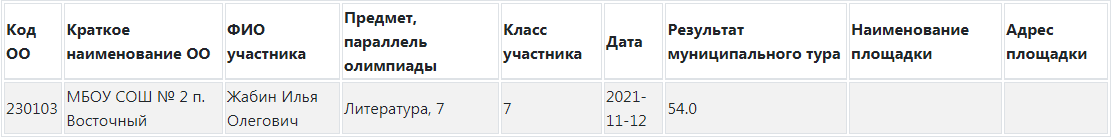 Код ОО
Краткое наименование ОО
ФИО участника
Предмет, параллель олимпиады
Класс участника
Дата
Результат муниципального тура
Наименование площадки
Адрес площадки
230103
МБОУ СОШ № 2 п. Восточный
Жабин Илья Олегович
Литература, 7
7
2021-11-12
54.0